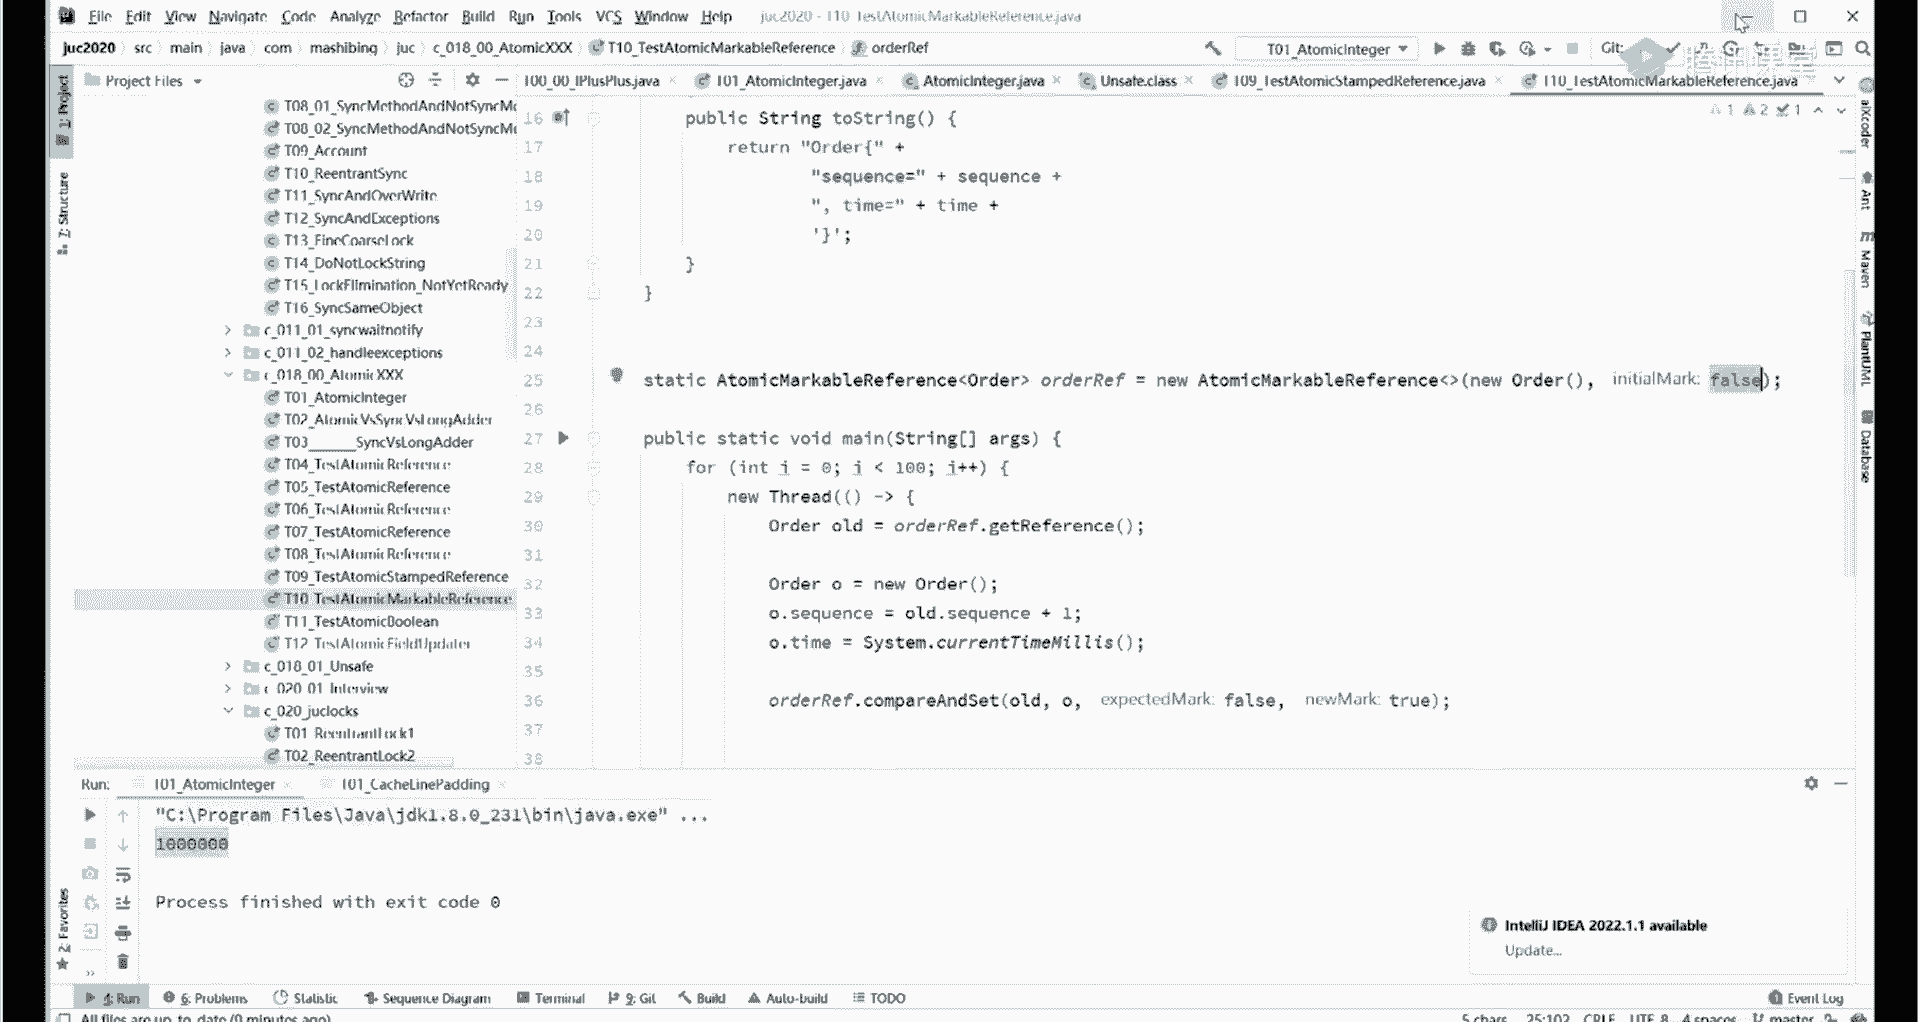 File Edit View Navigate Code Analyze Refactor Build Run Tools VCS Window Help juc2020 - T10_TestAtomicMarkableReference.java
juc2020 src main java com mashibing juc c_018_00_AtomicXXX T10_TestAtomicMarkableReference orderRef T01_AtomicInteger Git:
Project Files T00_00_IPlusPlus.java T01_AtomicInteger.java AtomicInteger.java Unsafe.class T09_TestAtomicStampedReference.java T10_TestAtomicMarkableReference.java
1: Project
Z: Structure
T08_01_SyncMethodAndNotSyncMe
T08_02_SyncMethodAndNotSyncMe
T09_Account
T10_ReentrantSync
T11_SyncAndOverWrite
T12_SyncAndExceptions
T13_FineCoarseLock
T14_DoNotLockString
T15_LockElimination_NotYetReady
T16_SyncSameObject
c_011_01_syncwaitnotify
c_011_02_handleexceptions
c_018_00_AtomicXXX
T01_AtomicInteger
T02_AtomicVsSyncVsLongAdder
T03______SyncVsLongAdder
T04_TestAtomicReference
T05_TestAtomicReference
T06_TestAtomicReference
T07_TestAtomicReference
T08_TestAtomicReference
T09_TestAtomicStampedReference
T10_TestAtomicMarkableReference
T11_TestAtomicBoolean
T12_TestAtomicFieldUpdater
c_018_01_Unsafe
c_020_01_Interview
c_020_juclocks
T01_ReentrantLock1
T02_ReentrantLock2
1 2 1
16 public String toString() {
17 return "Order{" +
18 "sequence=" + sequence +
19 ", time=" + time +
20 '}';
21 }
22 }
23
24
25 static AtomicMarkableReference<Order> orderRef = new AtomicMarkableReference<>(new Order(), initialMark: false);
26
27 public static void main(String[] args) {
28 for (int i = 0; i < 100; i++) {
29 new Thread(() -> {
30 Order old = orderRef.getReference();
31
32 Order o = new Order();
33 o.sequence = old.sequence + 1;
34 o.time = System.currentTimeMillis();
35
36 orderRef.compareAndSet(old, o, expectedMark: false, newMark: true);
37
38
aiXcoder
Ant
Maven
PlantUML
Database
Run: T01_AtomicInteger T01_CacheLinePadding
"C:\Program Files\Java\jdk1.8.0_231\bin\java.exe" ...
1000000
Process finished with exit code 0
2: Favorites
IntelliJ IDEA 2022.1.1 available
Update...
4: Run 6: Problems Statistic Sequence Diagram Terminal 9: Git Build Auto-build TODO 1 Event Log
All files are up-to-date (0 minutes ago) 5 chars 25:102 CRLF UTF-8 4 spaces master